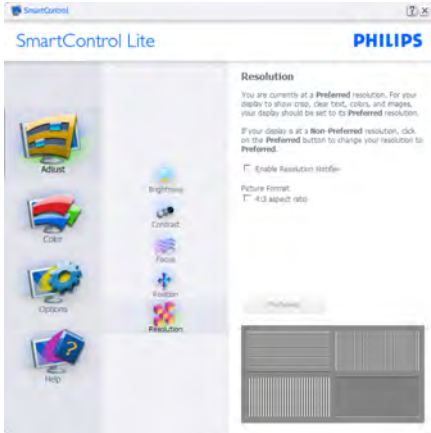 SmartControl
SmartControl Lite
PHILIPS
Resolution
You are currently at a Preferred resolution. For your
display to show crisp, clear text, colors, and images,
your display should be set to its Preferred resolution.
If your display is at a Non-Preferred resolution, click
on the Preferred button to change your resolution to
Preferred.
Enable Resolution Notifier
Picture Format
4:3 aspect ratio
Preferred
Adjust
Color
Options
Help
Brightness
Contrast
Focus
Position
Resolution